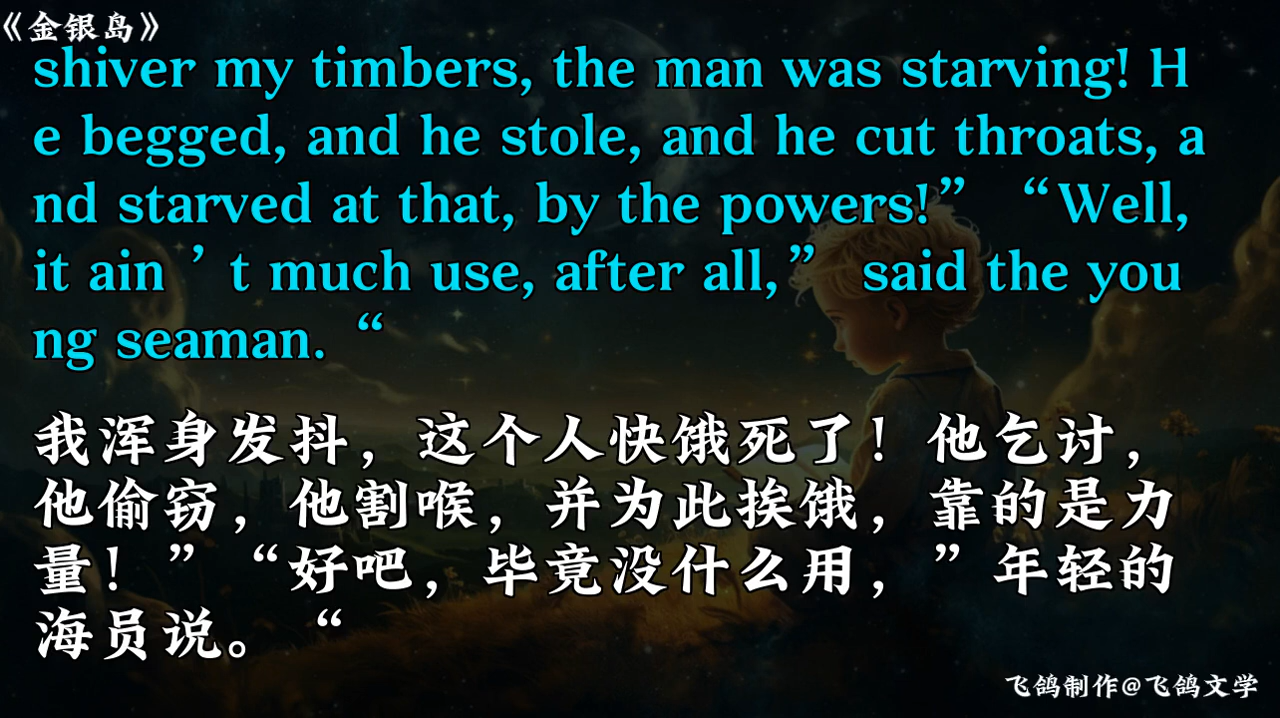 《金银岛》
shiver my timbers, the man was starving! H
e begged, and he stole, and he cut throats, a
nd starved at that, by the powers!” “Well,
it ain ’ t much use, after all,” said the you
ng seaman. “
我浑身发抖，这个人快饿死了！他乞讨，
他偷窃，他割喉，并为此挨饿，靠的是力
量！”“好吧，毕竟没什么用，”年轻的
海员说。“
飞鸽制作@飞鸽文学